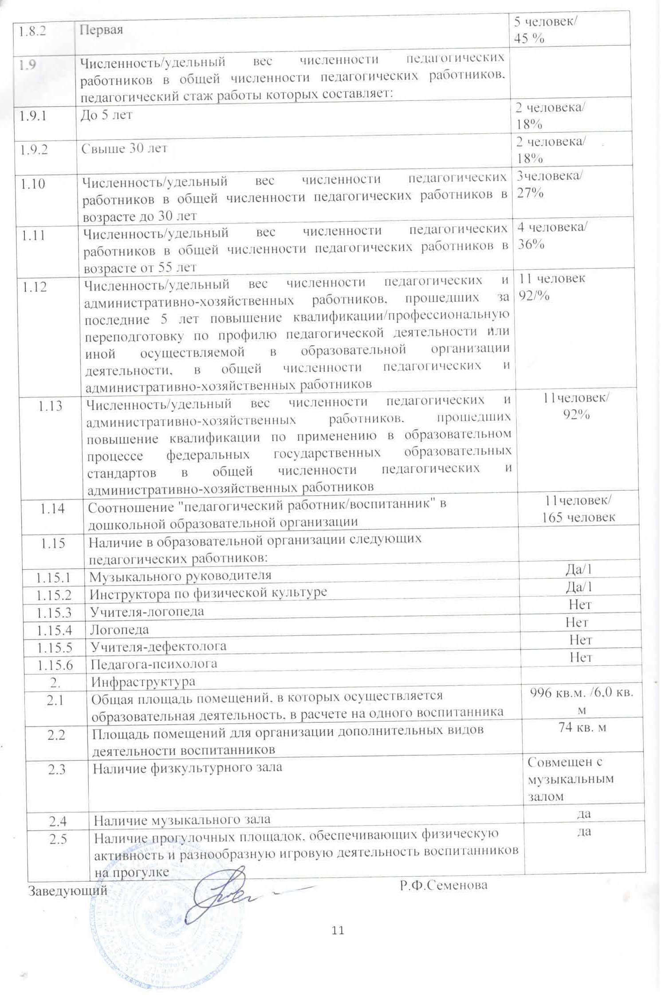 1.8.2 Первая 5 человек/
45 %
1.9 Численность/удельный вес численности педагогических
работников в общей численности педагогических работников,
педагогический стаж работы которых составляет:
1.9.1 До 5 лет 2 человека/
18%
1.9.2 Свыше 30 лет 2 человека/
18%
1.10 Численность/удельный вес численности педагогических 3человека/
работников в общей численности педагогических работников в 27%
возрасте до 30 лет
1.11 Численность/удельный вес численности педагогических 4 человека/
работников в общей численности педагогических работников в 36%
возрасте от 55 лет
1.12 Численность/удельный вес численности педагогических и 11 человек
административно-хозяйственных работников, прошедших за 92/%
последние 5 лет повышение квалификации/профессиональную
переподготовку по профилю педагогической деятельности или
иной осуществляемой в образовательной организации
деятельности, в общей численности педагогических и
административно-хозяйственных работников
1.13 Численность/удельный вес численности педагогических и 11человек/
административно-хозяйственных работников, прошедших 92%
повышение квалификации по применению в образовательном
процессе федеральных государственных образовательных
стандартов в общей численности педагогических и
административно-хозяйственных работников
1.14 Соотношение "педагогический работник/воспитанник" в 11человек/
дошкольной образовательной организации 165 человек
1.15 Наличие в образовательной организации следующих
педагогических работников:
1.15.1 Музыкального руководителя Да/1
1.15.2 Инструктора по физической культуре Да/1
1.15.3 Учителя-логопеда Нет
1.15.4 Логопеда Нет
1.15.5 Учителя-дефектолога Нет
1.15.6 Педагога-психолога Нет
2. Инфраструктура
2.1 Общая площадь помещений, в которых осуществляется 996 кв.м. /6,0 кв.
образовательная деятельность, в расчете на одного воспитанника м
2.2 Площадь помещений для организации дополнительных видов 74 кв. м
деятельности воспитанников
2.3 Наличие физкультурного зала Совмещен с
музыкальным
залом
2.4 Наличие музыкального зала да
2.5 Наличие прогулочных площадок, обеспечивающих физическую да
активность и разнообразную игровую деятельность воспитанников
на прогулке
Заведующий Р.Ф.Семенова
11